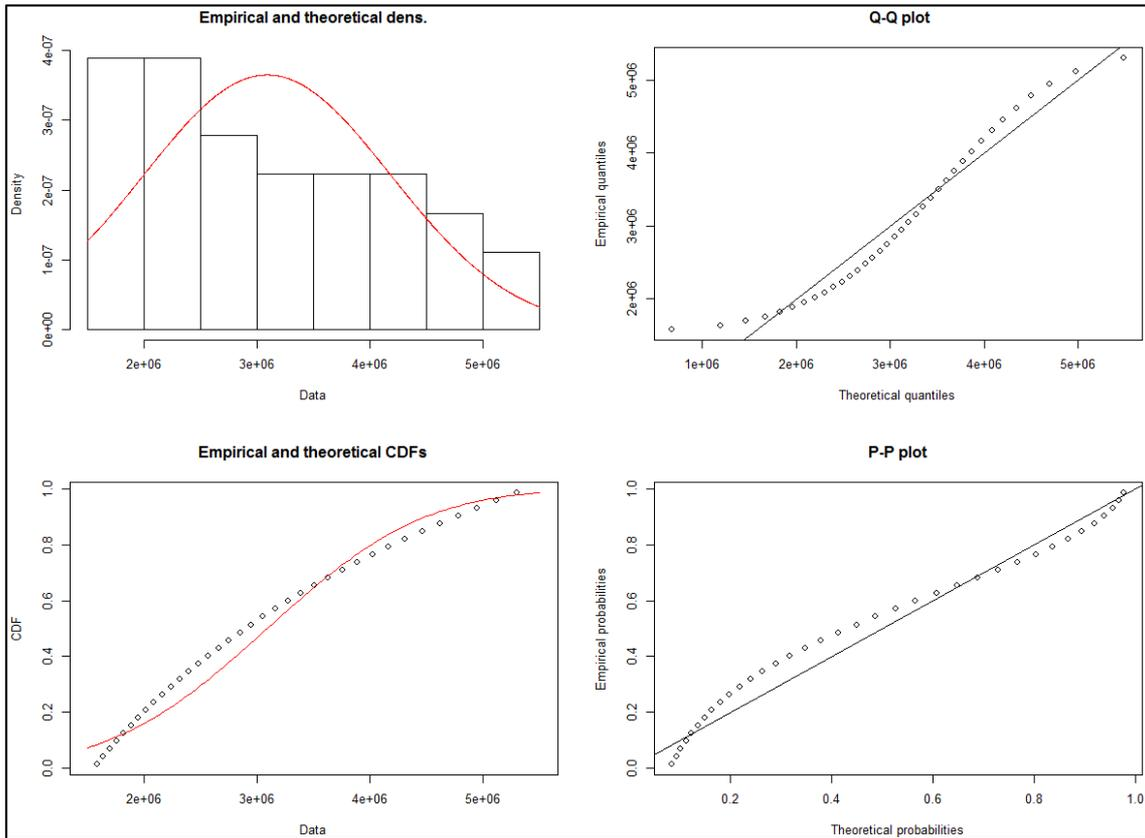 Empirical and theoretical dens.
Density
0e+00 1e-07 2e-07 3e-07 4e-07
2e+06 3e+06 4e+06 5e+06
Data
Q-Q plot
Empirical quantiles
2e+06 3e+06 4e+06 5e+06
1e+06 2e+06 3e+06 4e+06 5e+06
Theoretical quantiles
Empirical and theoretical CDFs
CDF
0.0 0.2 0.4 0.6 0.8 1.0
2e+06 3e+06 4e+06 5e+06
Data
P-P plot
Empirical probabilities
0.0 0.2 0.4 0.6 0.8 1.0
0.2 0.4 0.6 0.8 1.0
Theoretical probabilities